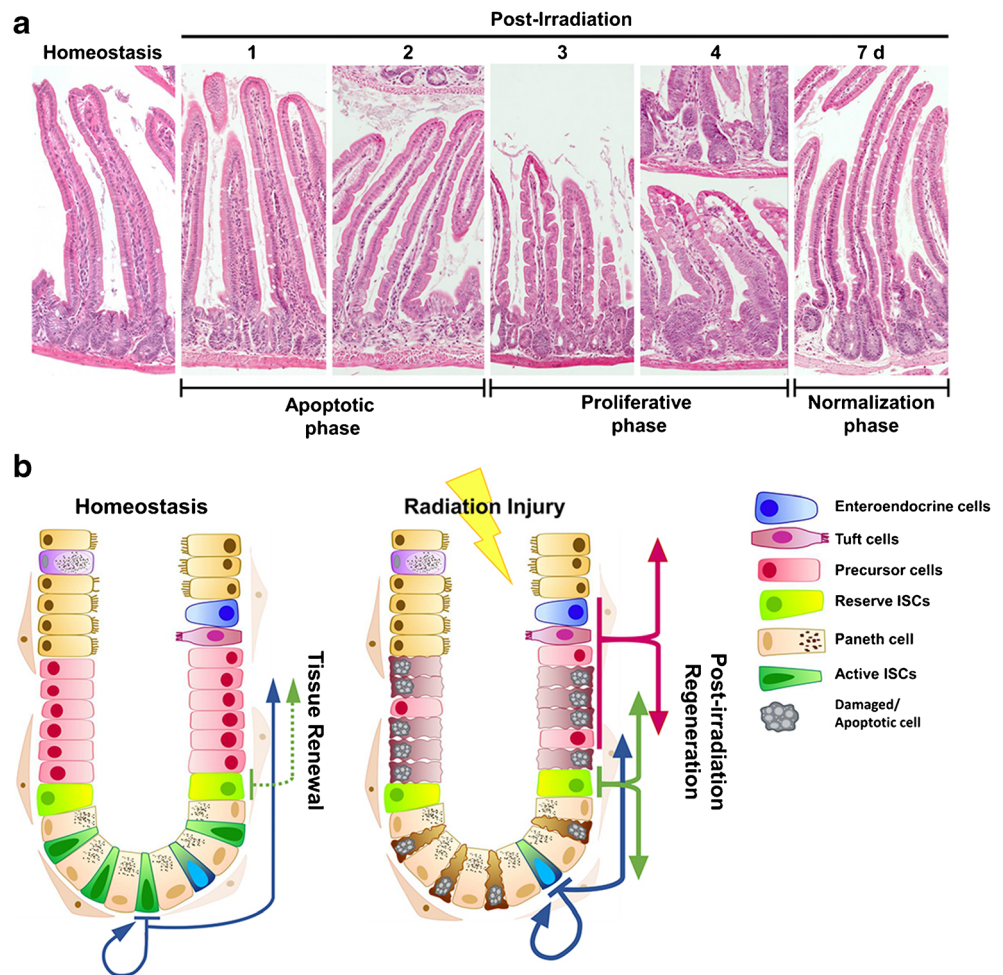 a
Post-Irradiation
Homeostasis
1
2
3
4
7 d
Apoptotic
phase
Proliferative
phase
Normalization
phase
b
Homeostasis
Tissue Renewal
Radiation Injury
Post-irradiation
Regeneration
Enteroendocrine cells
Tuft cells
Precursor cells
Reserve ISCs
Paneth cell
Active ISCs
Damaged/
Apoptotic cell